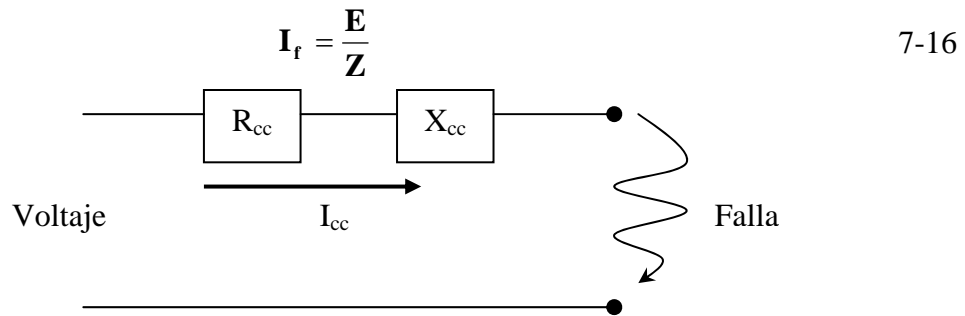 I_f = E/Z 7-16
R_cc X_cc
Voltaje I_cc Falla